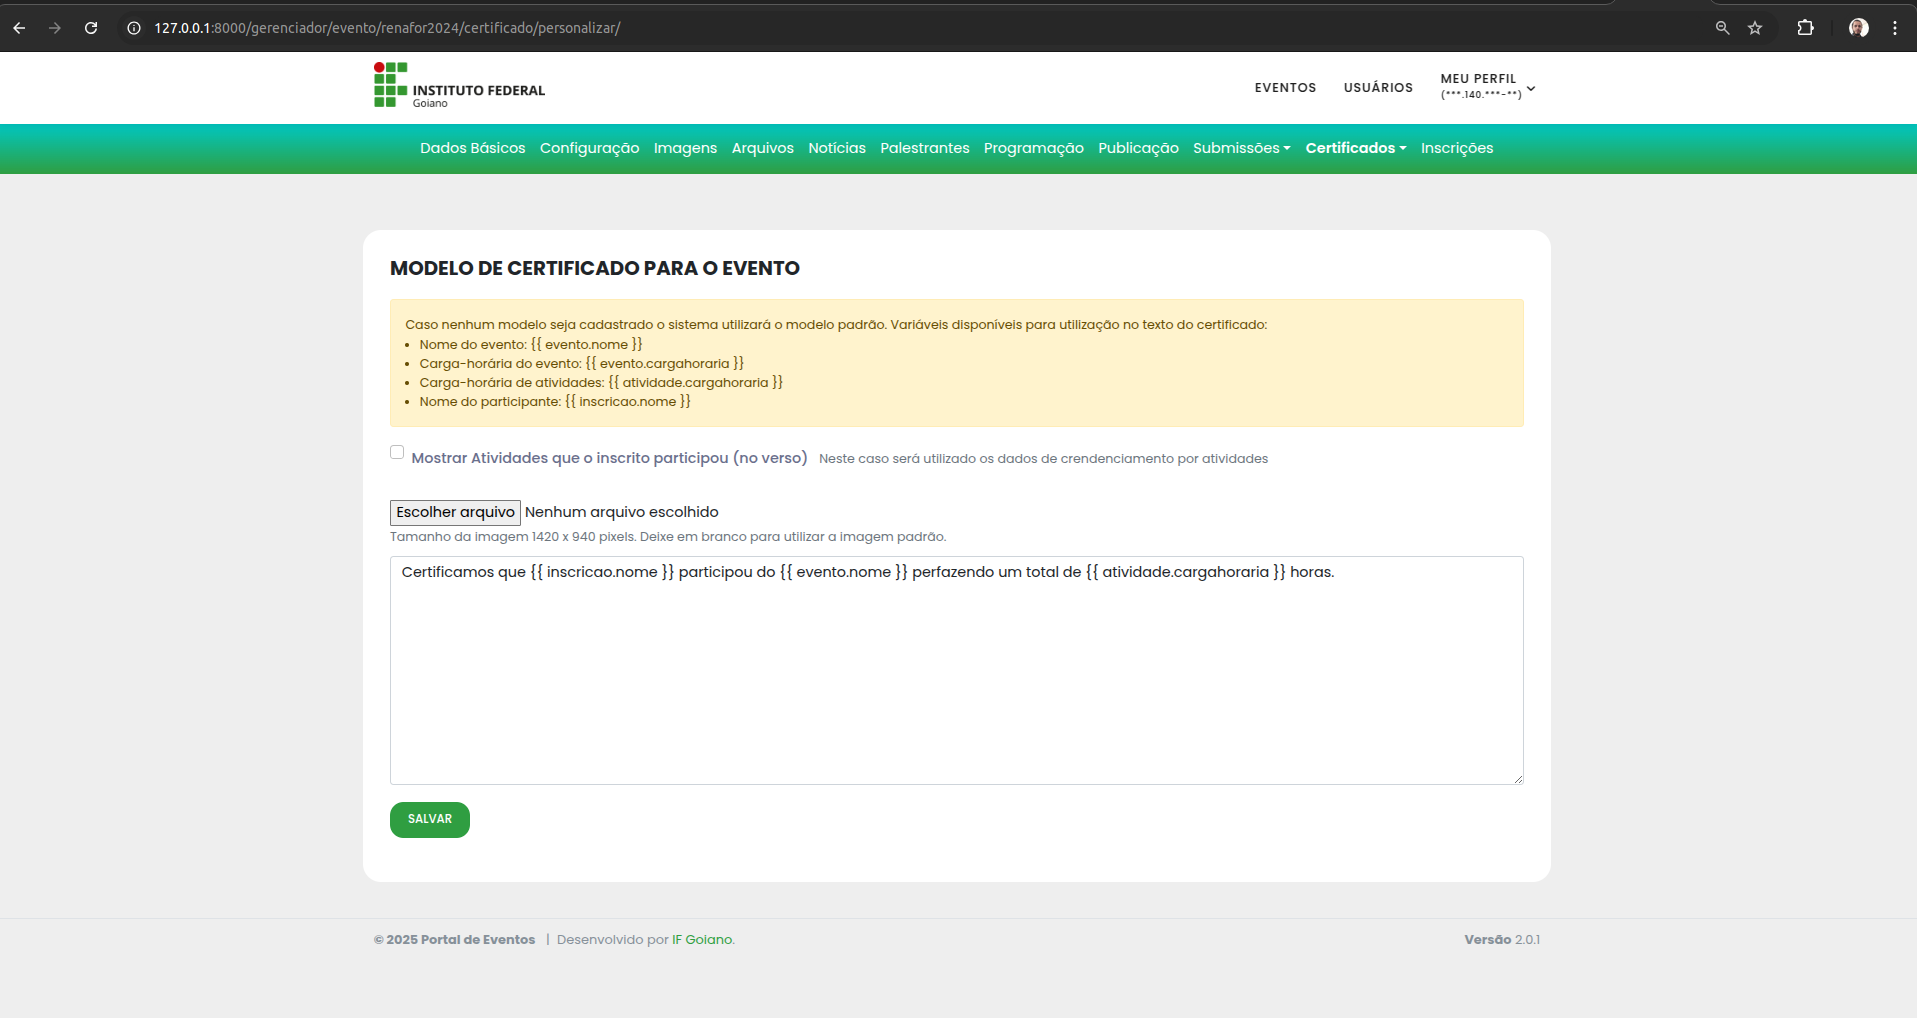 127.0.0.1:8000/gerenciador/evento/renafor2024/certificado/personalizar/
INSTITUTO FEDERAL
Goiano
EVENTOS
USUÁRIOS
MEU PERFIL
(***.140.***-**)
Dados Básicos Configuração Imagens Arquivos Notícias Palestrantes Programação Publicação Submissões Certificados Inscrições
MODELO DE CERTIFICADO PARA O EVENTO
Caso nenhum modelo seja cadastrado o sistema utilizará o modelo padrão. Variáveis disponíveis para utilização no texto do certificado:
• Nome do evento: {{ evento.nome }}
• Carga-horária do evento: {{ evento.cargahoraria }}
• Carga-horária de atividades: {{ atividade.cargahoraria }}
• Nome do participante: {{ inscricao.nome }}
Mostrar Atividades que o inscrito participou (no verso) Neste caso será utilizado os dados de crendenciamento por atividades
Escolher arquivo Nenhum arquivo escolhido
Tamanho da imagem 1420 x 940 pixels. Deixe em branco para utilizar a imagem padrão.
Certificamos que {{ inscricao.nome }} participou do {{ evento.nome }} perfazendo um total de {{ atividade.cargahoraria }} horas.
SALVAR
© 2025 Portal de Eventos | Desenvolvido por IF Goiano.
Versão 2.0.1